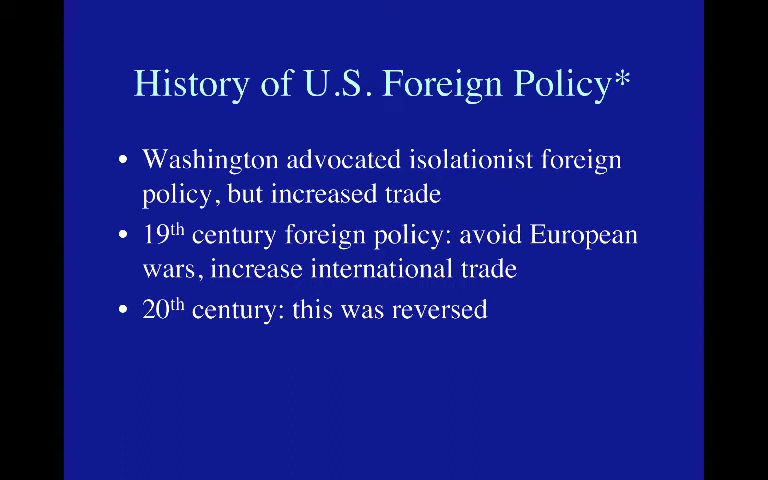 History of U.S. Foreign Policy*
• Washington advocated isolationist foreign
policy, but increased trade
• 19th century foreign policy: avoid European
wars, increase international trade
• 20th century: this was reversed